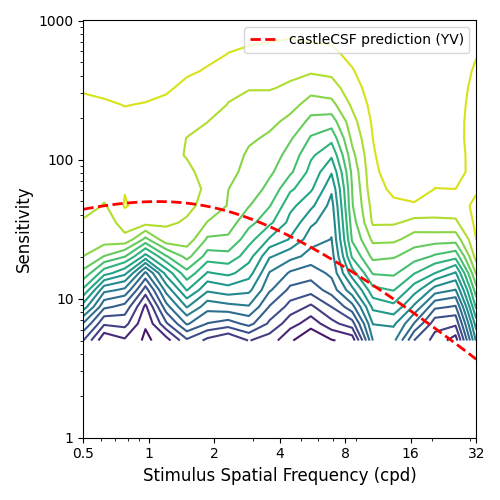 1000
castleCSF prediction (YV)
100
Sensitivity
10
1
0.5 1 2 4 8 16 32
Stimulus Spatial Frequency (cpd)